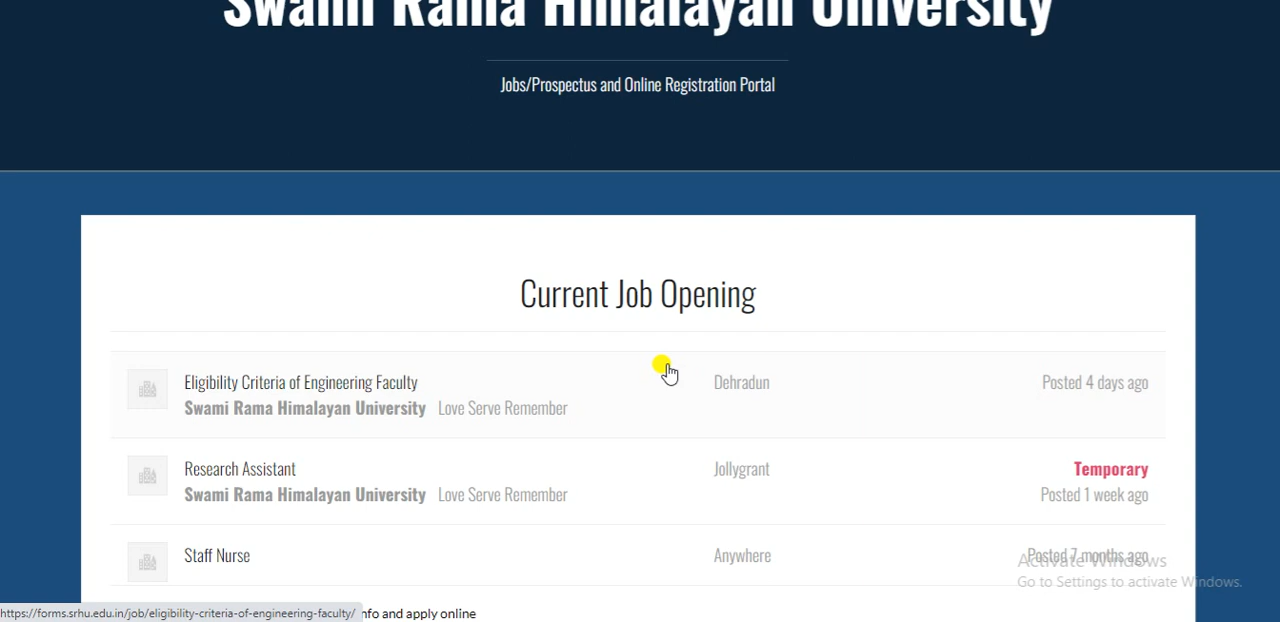 Swami Rama Himalayan University
Jobs/Prospectus and Online Registration Portal
Current Job Opening
Eligibility Criteria of Engineering Faculty
Swami Rama Himalayan University Love Serve Remember
Dehradun
Posted 4 days ago
Research Assistant
Swami Rama Himalayan University Love Serve Remember
Jollygrant
Temporary
Posted 1 week ago
Staff Nurse
Anywhere
Posted 7 months ago
Activate Windows
Go to Settings to activate Windows.
https://forms.srhu.edu.in/job/eligibility-criteria-of-engineering-faculty/
nfo and apply online